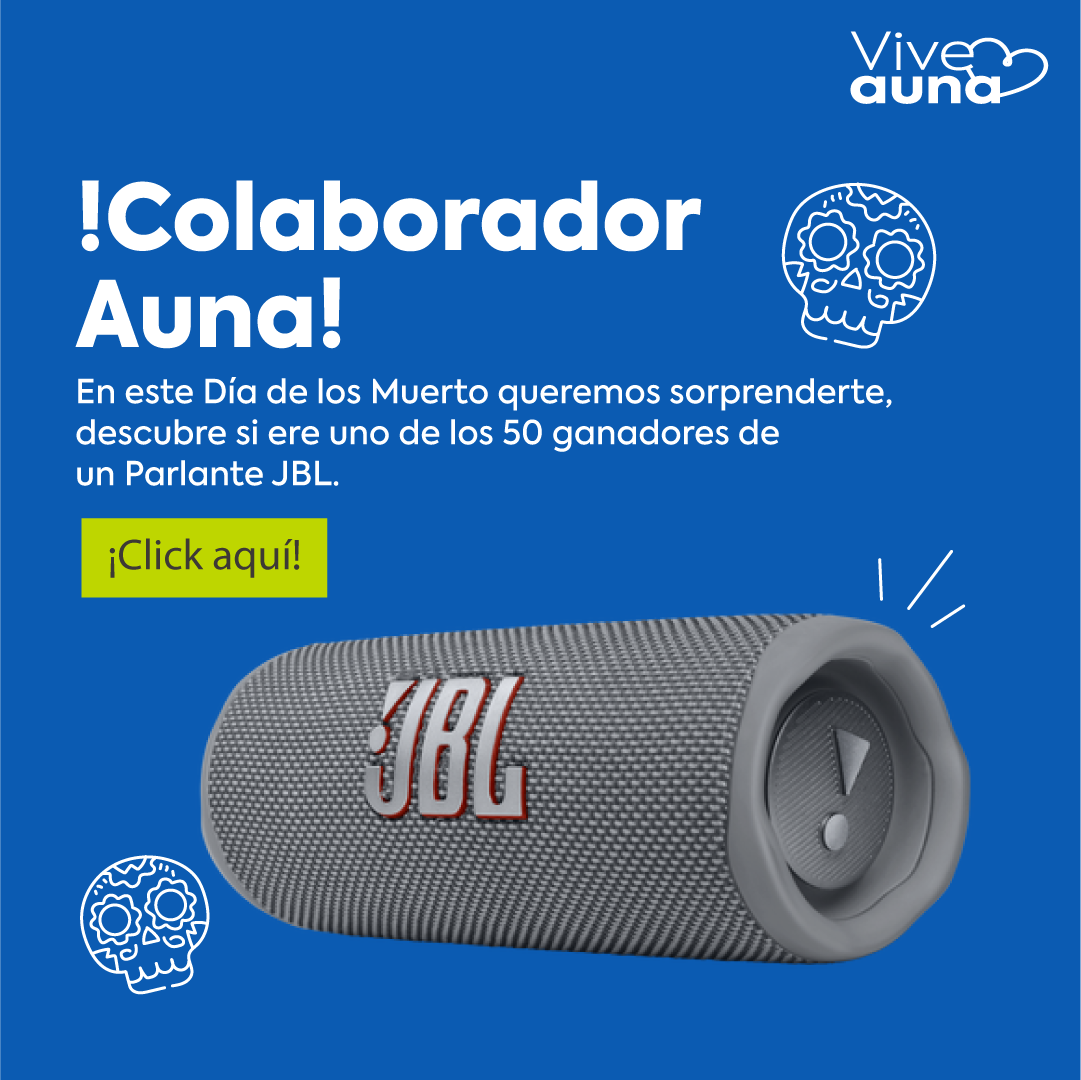 Vive
auna
!Colaborador
Auna!
En este Día de los Muerto queremos sorprenderte,
descubre si ere uno de los 50 ganadores de
un Parlante JBL.
¡Click aquí!
JBL